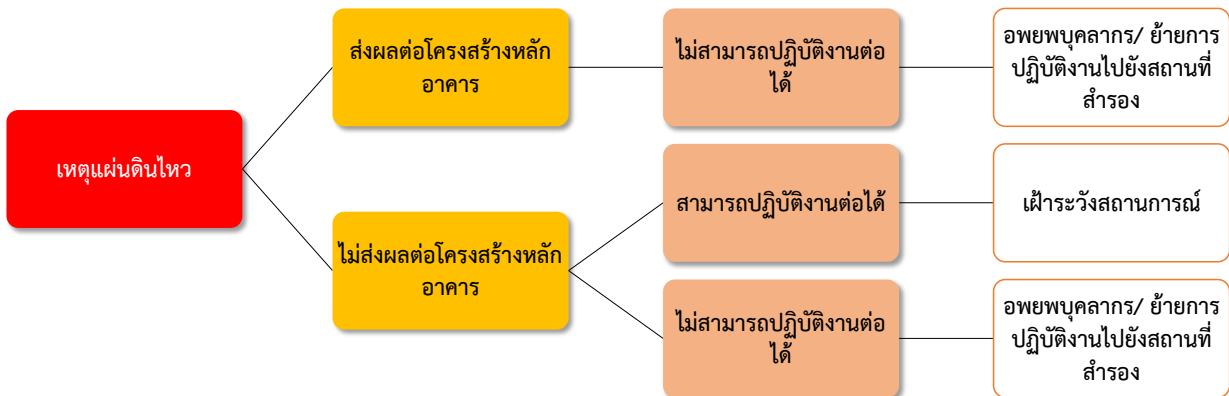 เหตุแผ่นดินไหว
ส่งผลต่อโครงสร้างหลัก
อาคาร
ไม่สามารถปฏิบัติงานต่อ
ได้
อพยพบุคลากร/ ย้ายการ
ปฏิบัติงานไปยังสถานที่
สำรอง
ไม่ส่งผลต่อโครงสร้างหลัก
อาคาร
สามารถปฏิบัติงานต่อได้
เฝ้าระวังสถานการณ์
ไม่สามารถปฏิบัติงานต่อ
ได้
อพยพบุคลากร/ ย้ายการ
ปฏิบัติงานไปยังสถานที่
สำรอง